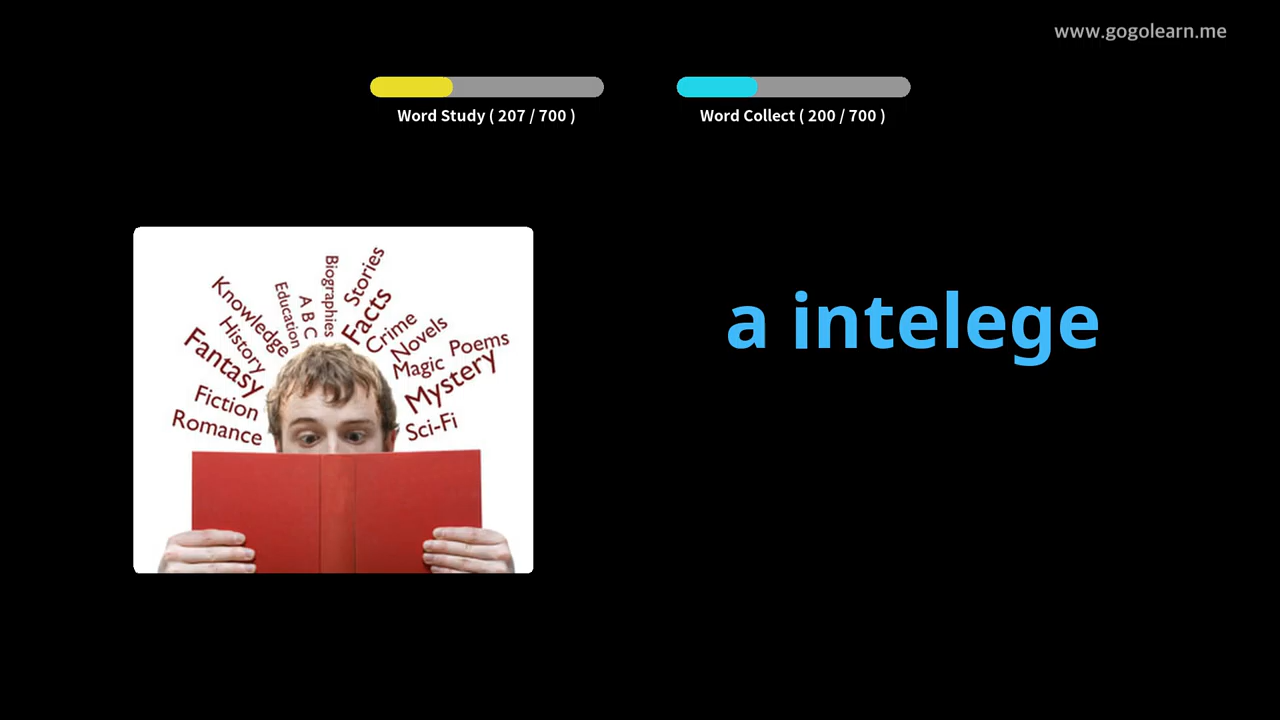 www.gogolearn.me
Word Study ( 207 / 700 )
Word Collect ( 200 / 700 )
a intelege
Knowledge
History
Fantasy
Fiction
Romance
Education
A B C
Biographies
Stories
Facts
Crime
Novels
Magic
Poems
Mystery
Sci-Fi